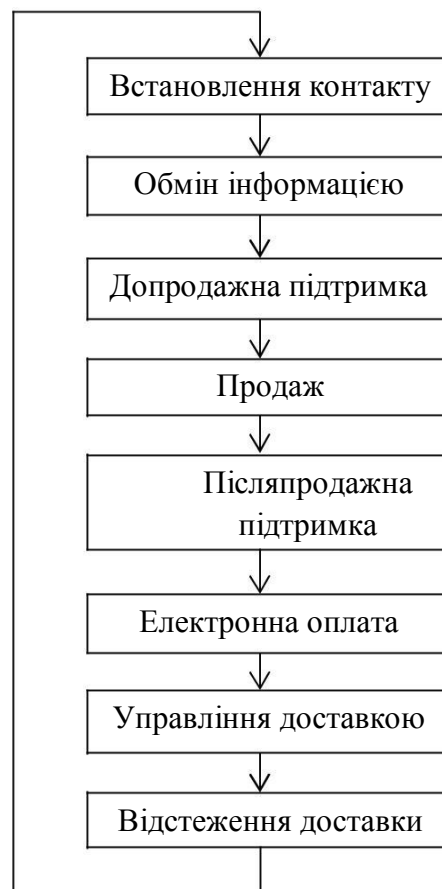 Встановлення контакту
Обмін інформацією
Допродажна підтримка
Продаж
Післяпродажна
підтримка
Електронна оплата
Управління доставкою
Відстеження доставки